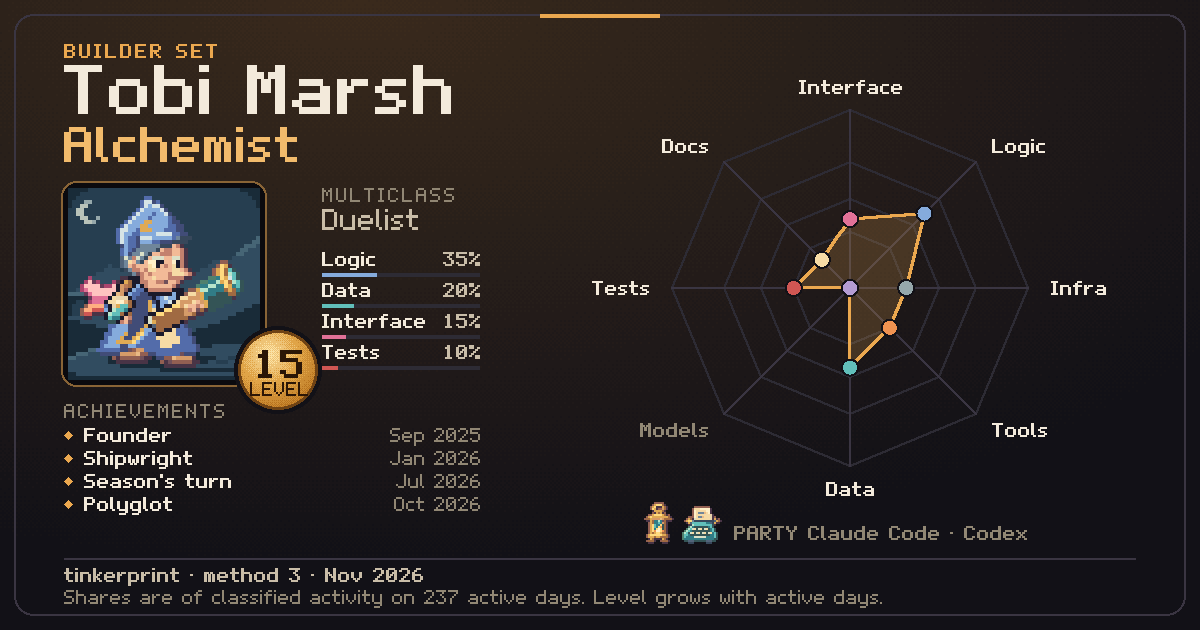 BUILDER SET
Tobi Marsh
Alchemist
MULTICLASS
Duelist
Logic 35%
Data 20%
Interface 15%
Tests 10%
15
LEVEL
ACHIEVEMENTS
Founder Sep 2025
Shipwright Jan 2026
Season's turn Jul 2026
Polyglot Oct 2026
Interface
Docs
Logic
Tests
Infra
Models
Tools
Data
PARTY Claude Code · Codex
tinkerprint · method 3 · Nov 2026
Shares are of classified activity on 237 active days. Level grows with active days.